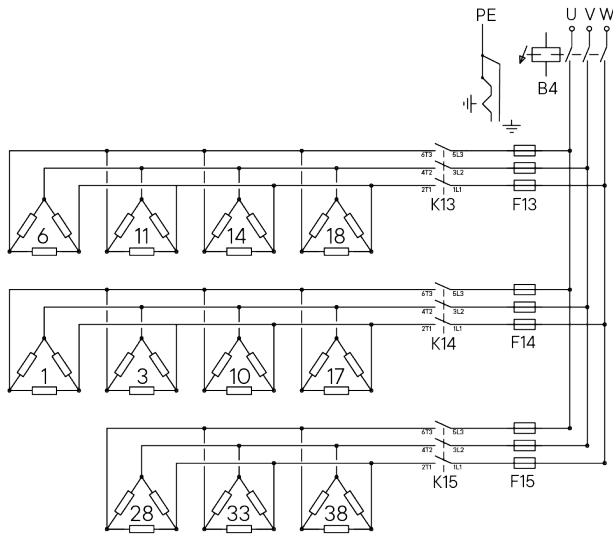 PE U V W
B4
6T3 5L3
4T2 3L2
2T1 1L1
K13 F13
6 11 14 18
6T3 5L3
4T2 3L2
2T1 1L1
K14 F14
1 3 10 17
6T3 5L3
4T2 3L2
2T1 1L1
K15 F15
28 33 38